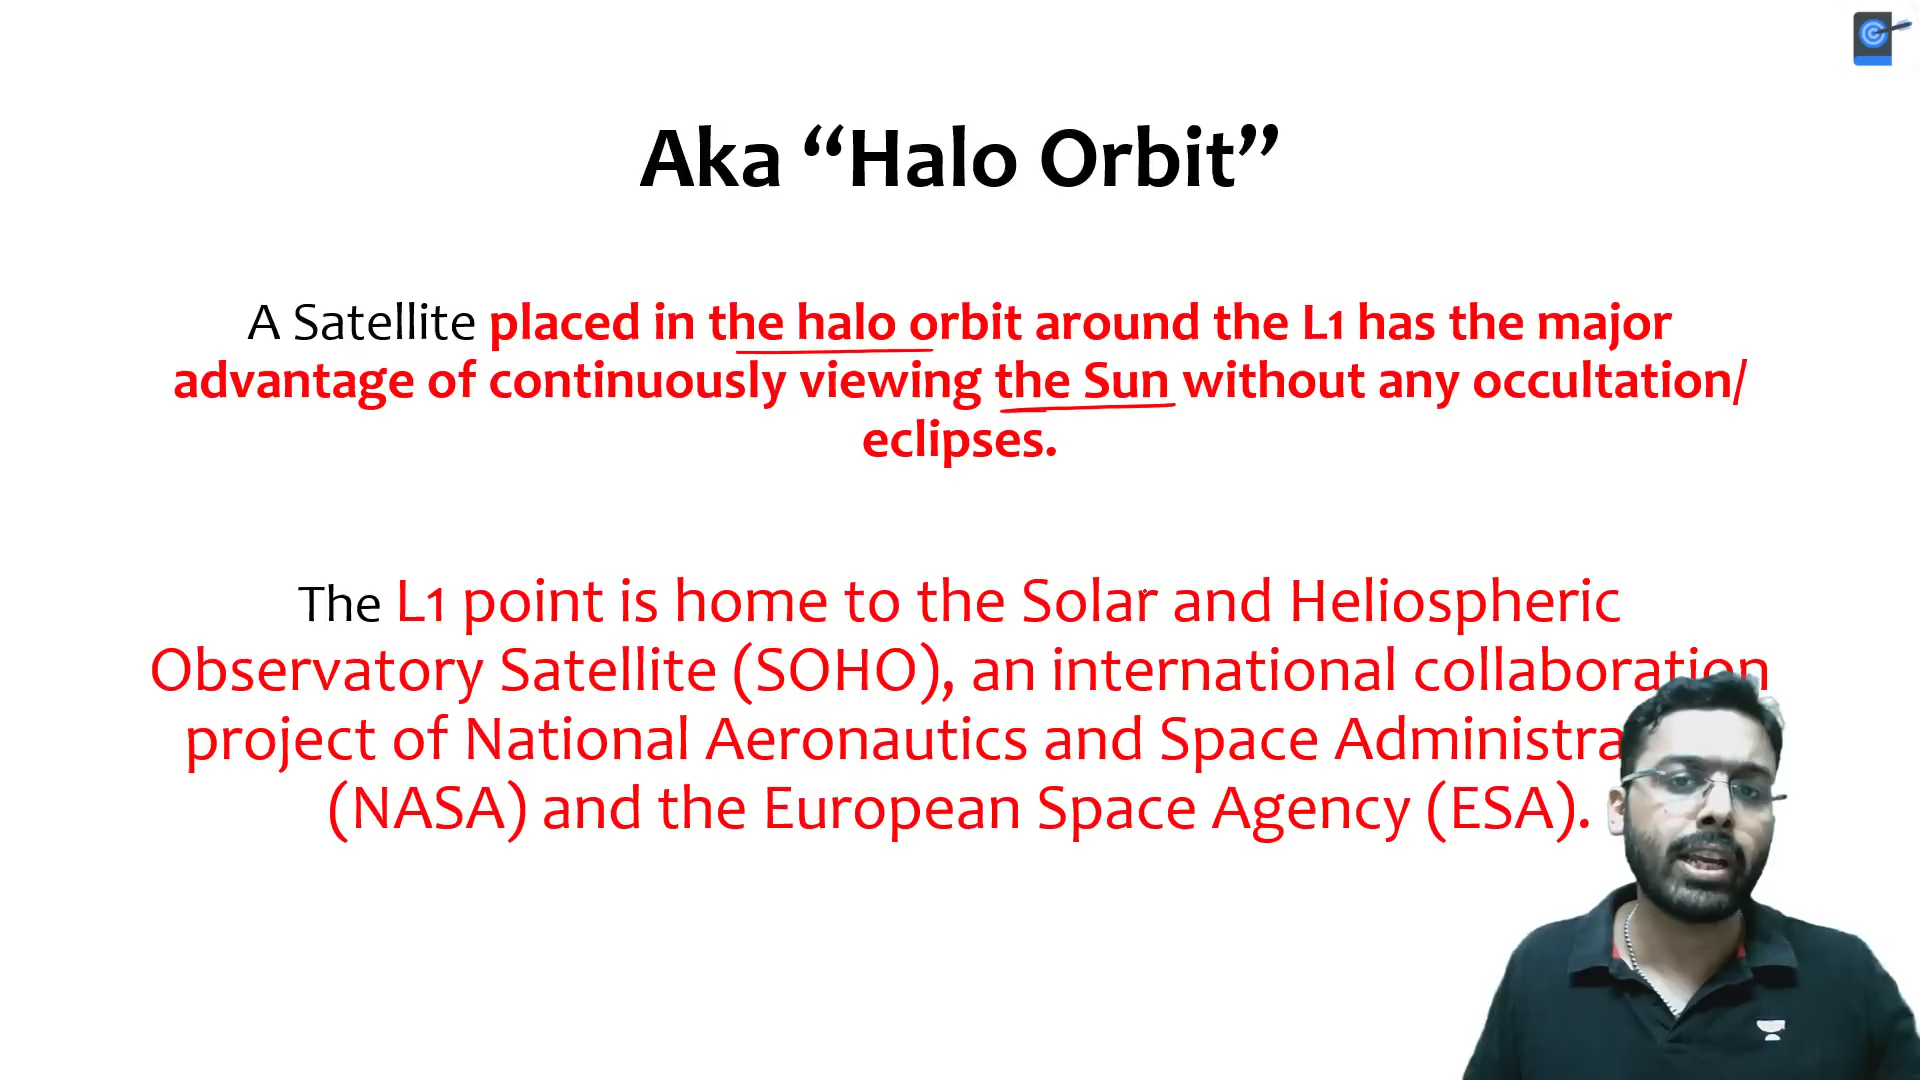 Aka “Halo Orbit”
A Satellite placed in the halo orbit around the L1 has the major
advantage of continuously viewing the Sun without any occultation/
eclipses.
The L1 point is home to the Solar and Heliospheric
Observatory Satellite (SOHO), an international collaboration
project of National Aeronautics and Space Administra
(NASA) and the European Space Agency (ESA).